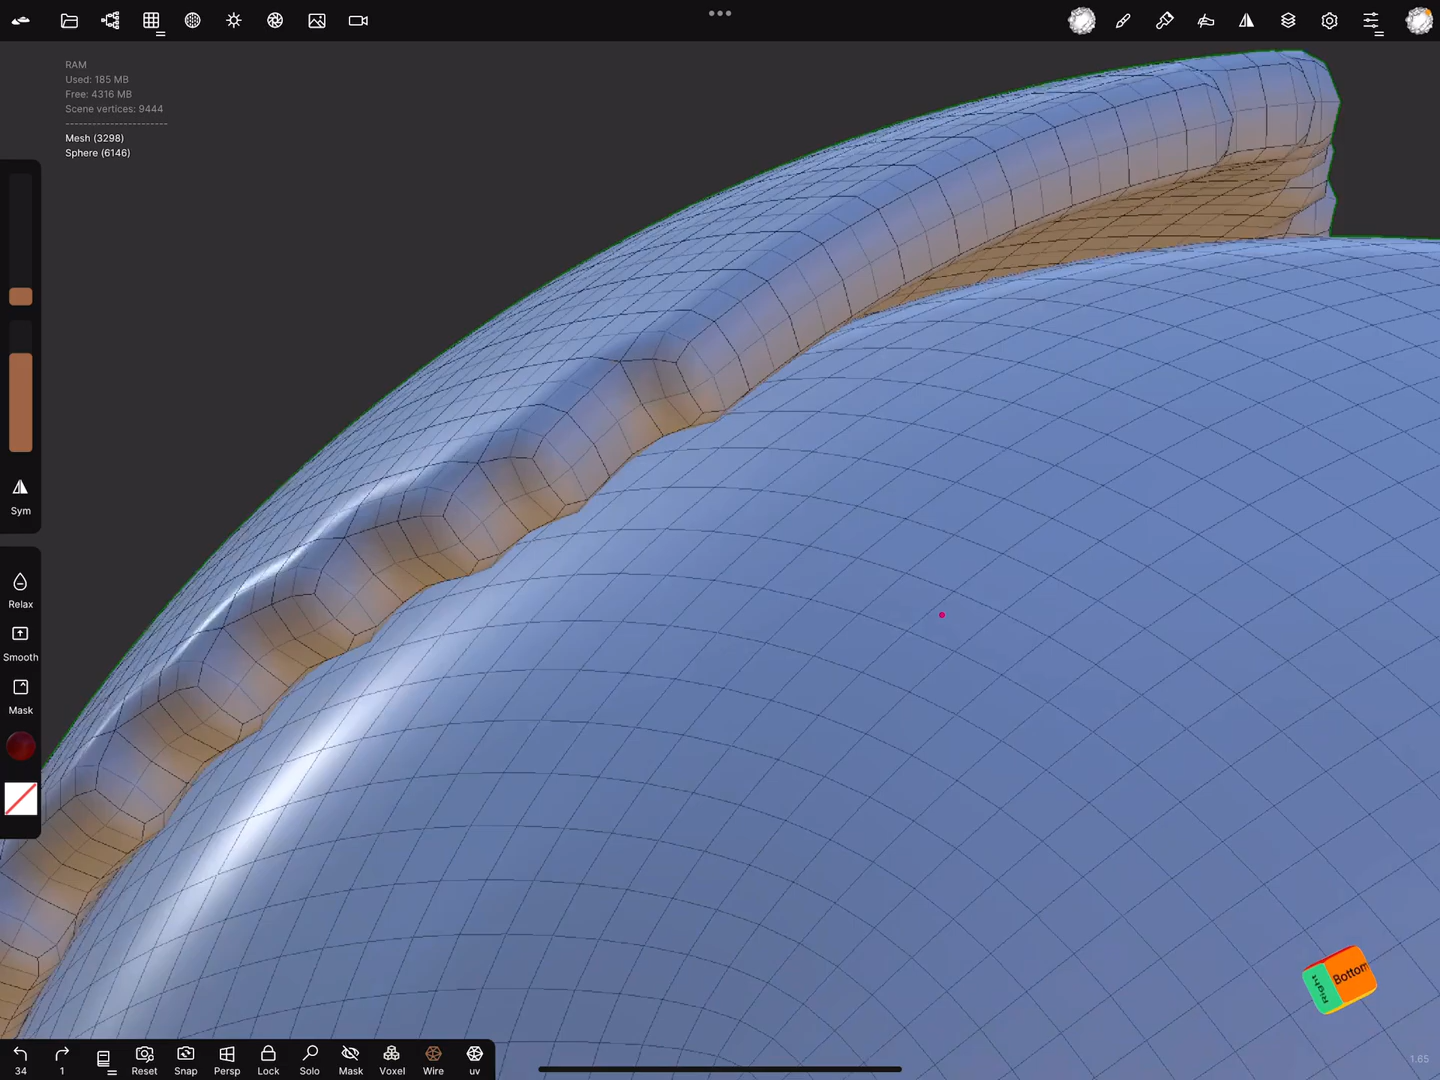 RAM
Used: 185 MB
Free: 4316 MB
Scene vertices: 9444
Mesh (3298)
Sphere (6146)
Sym
Relax
Smooth
Mask
Right
Bottom
1.65
34
1
Reset
Snap
Persp
Lock
Solo
Mask
Voxel
Wire
uv